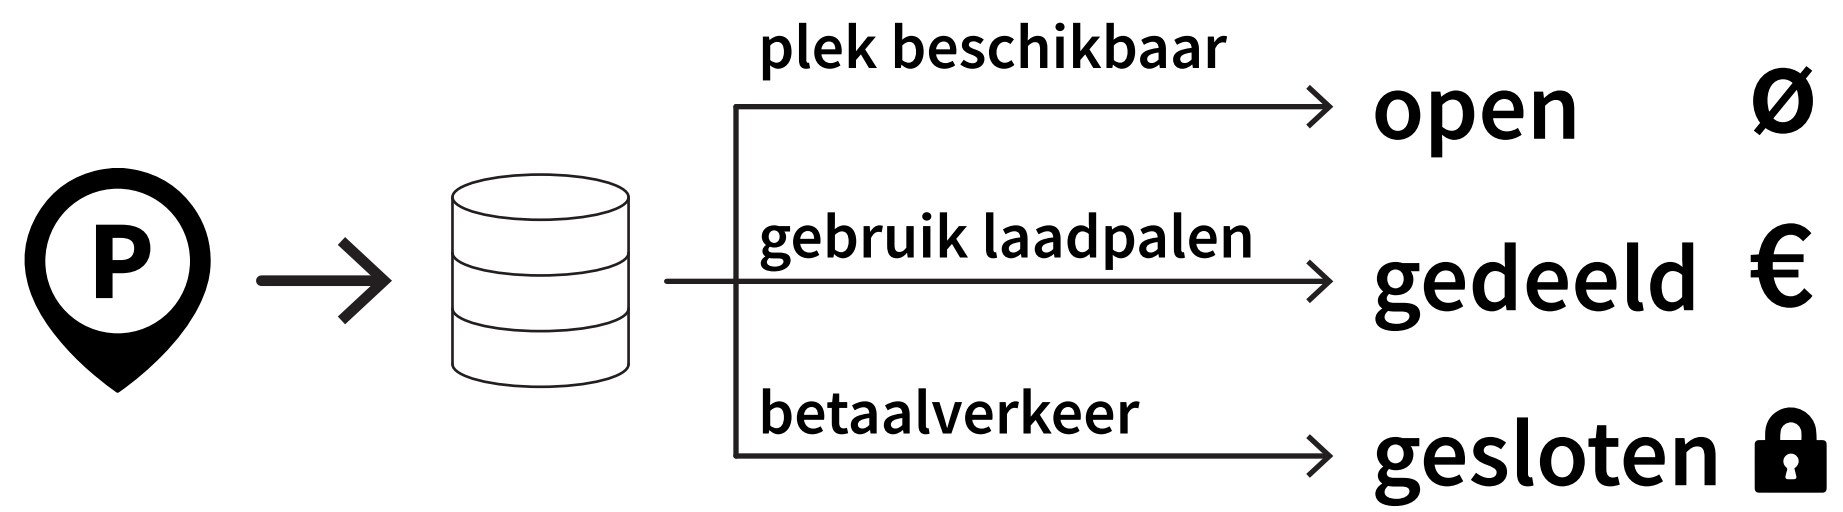 plek beschikbaar
open ø
P
gebruik laadpalen
gedeeld €
betaalverkeer
gesloten